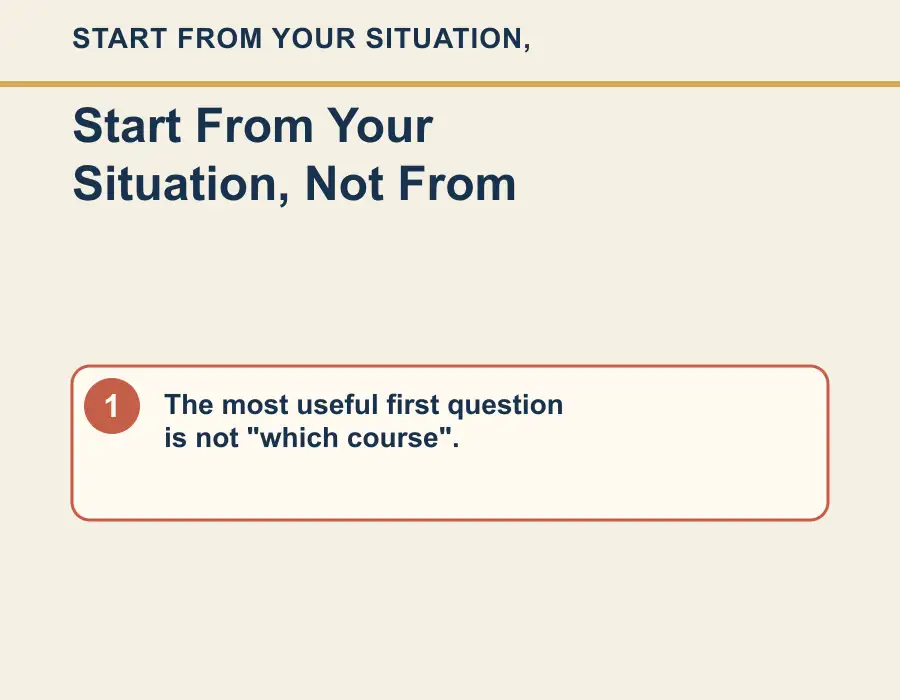 START FROM YOUR SITUATION,
Start From Your
Situation, Not From
1
The most useful first question
is not "which course".